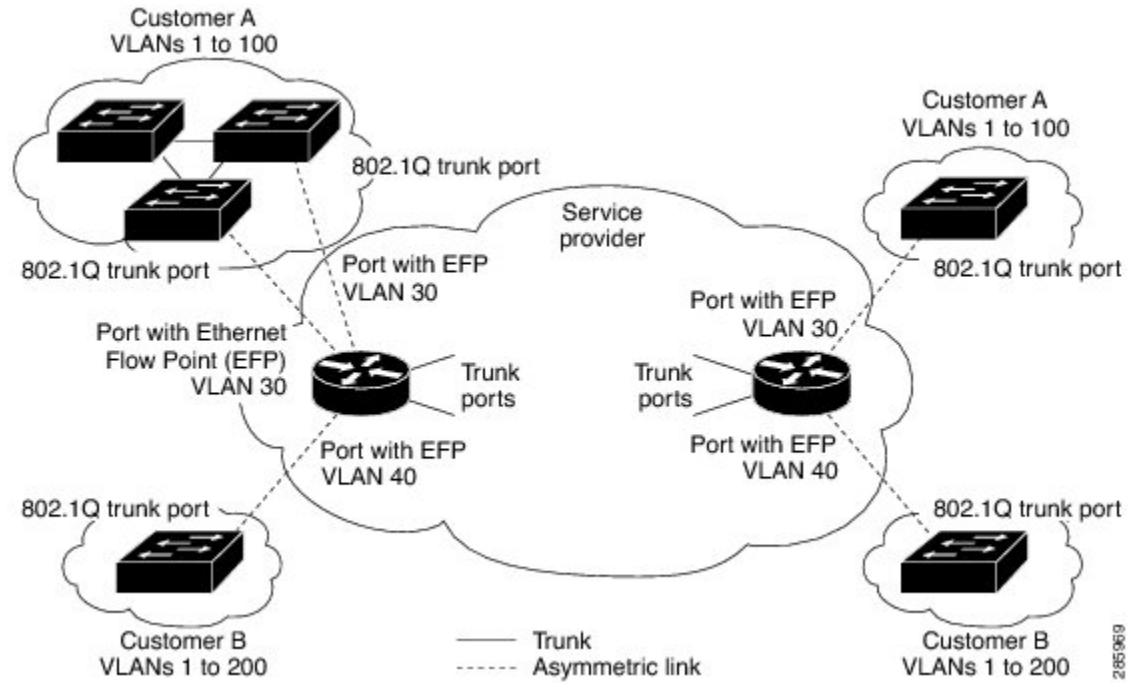 Customer A
VLANs 1 to 100
Customer A
VLANs 1 to 100
802.1Q trunk port
Service
provider
802.1Q trunk port
802.1Q trunk port
Port with EFP
VLAN 30
Port with EFP
VLAN 30
Port with Ethernet
Flow Point (EFP)
VLAN 30
Trunk
ports
Trunk
ports
Port with EFP
VLAN 40
Port with EFP
VLAN 40
802.1Q trunk port
802.1Q trunk port
Customer B
VLANs 1 to 200
Trunk
Asymmetric link
Customer B
VLANs 1 to 200
285969